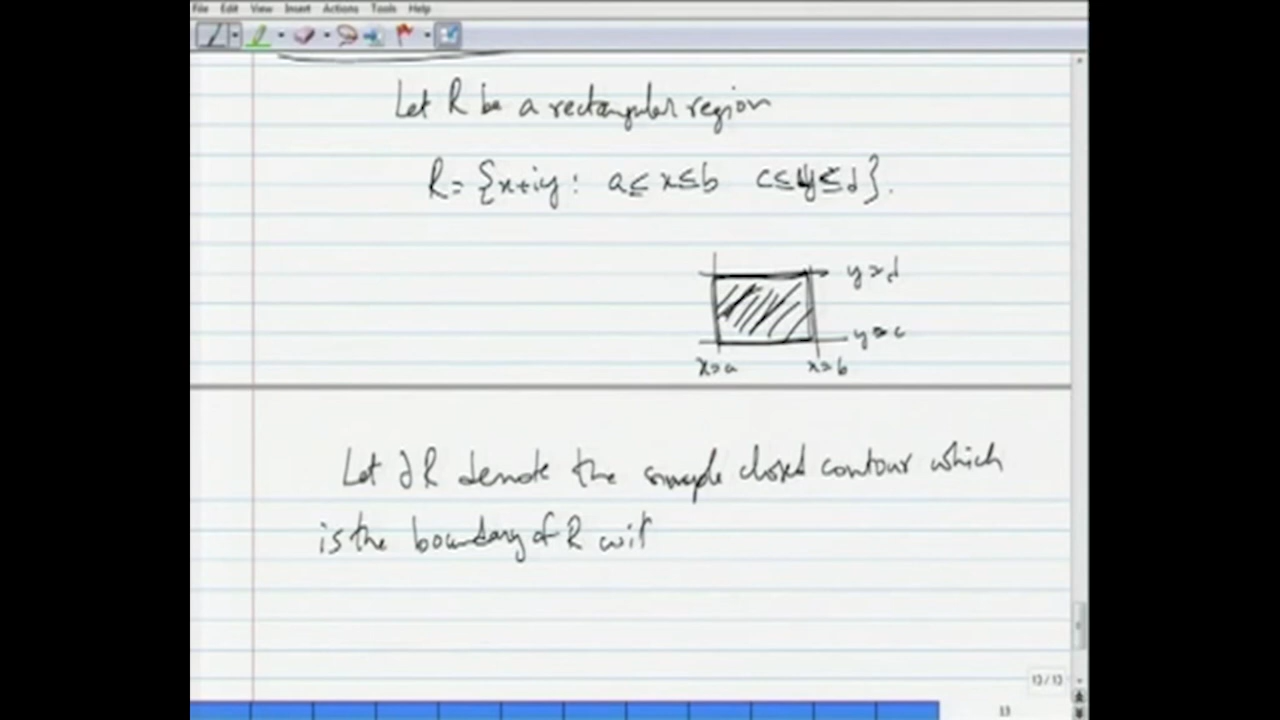 File Edit View Insert Actions Tools Help
Let R be a rectangular region
R = {x+iy : a ≤ x ≤ b c ≤ y ≤ d}.
y = d
y = c
x = a x = b
Let ∂R denote the simple closed contour which
is the boundary of R wit
13 / 13
13